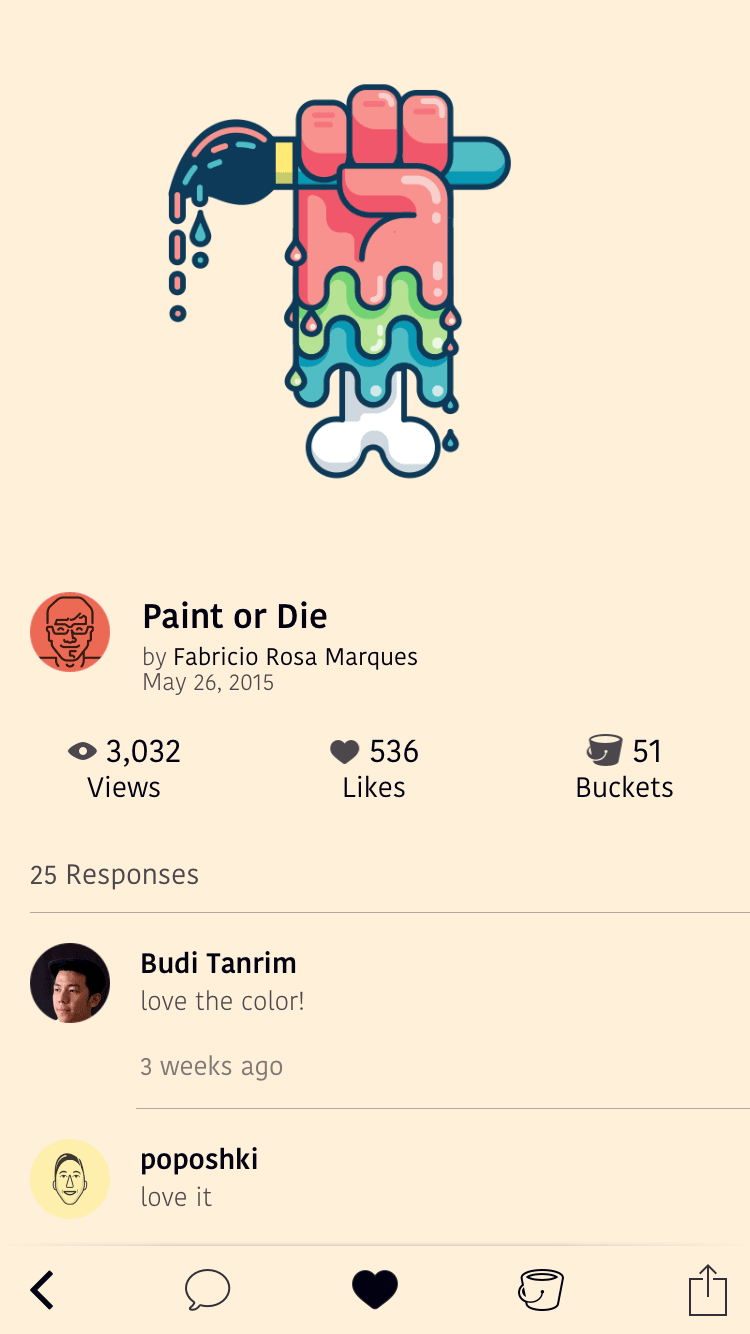 Paint or Die
by Fabricio Rosa Marques
May 26, 2015
3,032 536 51
Views Likes Buckets
25 Responses
Budi Tanrim
love the color!
3 weeks ago
poposhki
love it